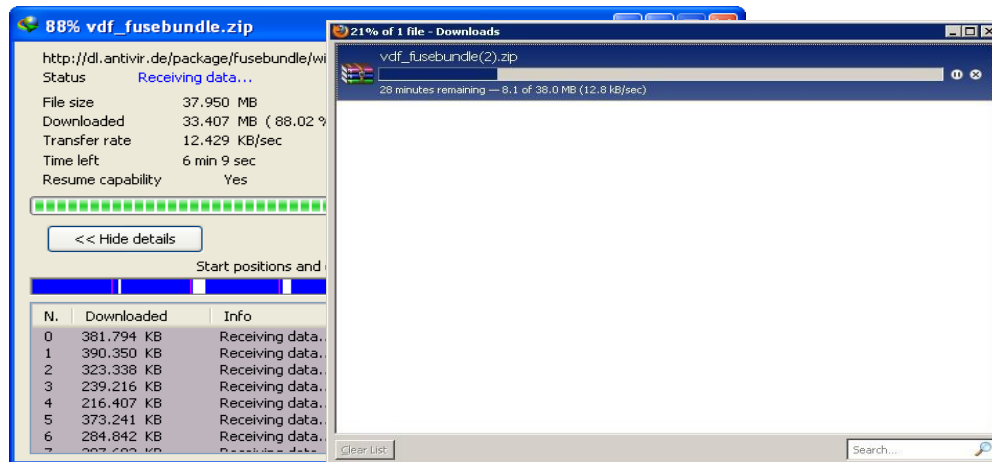 88% vdf_fusebundle.zip
http://dl.antivir.de/package/fusebundle/wi
Status Receiving data...
File size 37.950 MB
Downloaded 33.407 MB ( 88.02 %
Transfer rate 12.429 KB/sec
Time left 6 min 9 sec
Resume capability Yes
<< Hide details
Start positions and
N. Downloaded Info
0 381.794 KB Receiving data..
1 390.350 KB Receiving data..
2 323.338 KB Receiving data..
3 239.216 KB Receiving data..
4 216.407 KB Receiving data..
5 373.241 KB Receiving data..
6 284.842 KB Receiving data..
21% of 1 file - Downloads
vdf_fusebundle(2).zip
28 minutes remaining — 8.1 of 38.0 MB (12.8 kB/sec)
Clear List
Search...